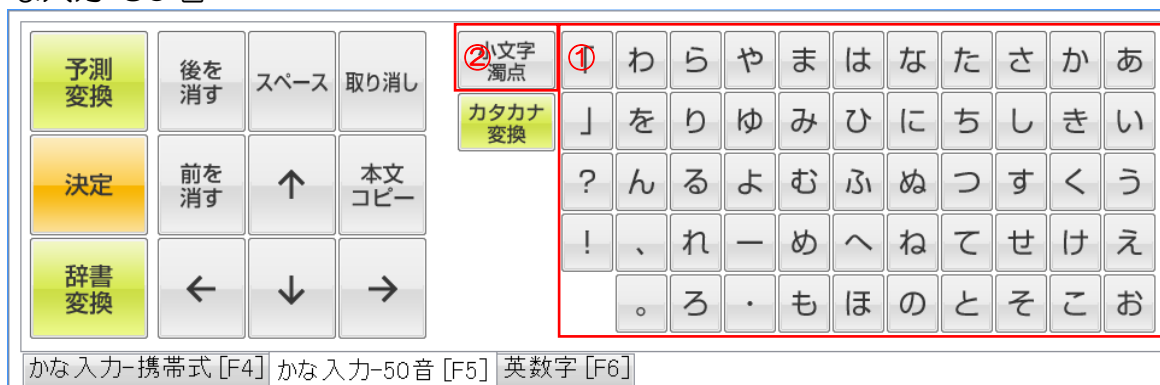 予測
変換
後を
消す
スペース
取り消し
決定
前を
消す
↑
本文
コピー
辞書
変換
←
↓
→
②小文字
濁点
カタカナ
変換
① わ ら や ま は な た さ か あ
」 を り ゆ み ひ に ち し き い
? ん る よ む ふ ぬ つ す く う
! 、 れ ー め へ ね て せ け え
。 ろ ・ も ほ の と そ こ お
かな入力-携帯式 [F4] かな入力-50音 [F5] 英数字 [F6]